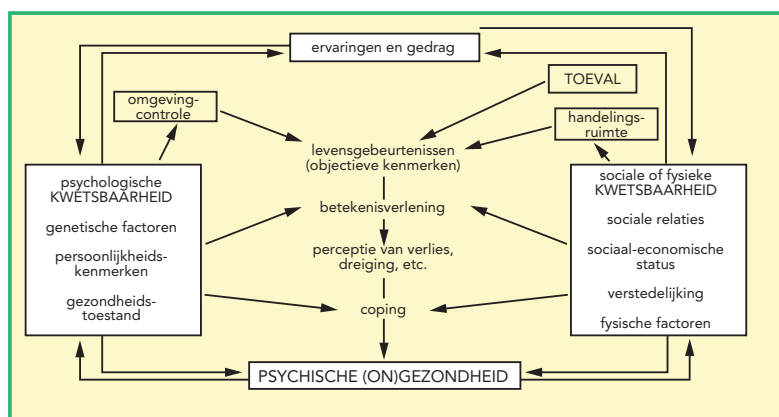 ervaringen en gedrag
TOEVAL
omgeving-
controle
handelings-
ruimte
levensgebeurtenissen
(objectieve kenmerken)
psychologische
KWETSBAARHEID
genetische factoren
persoonlijkheids-
kenmerken
gezondheids-
toestand
betekenisverlening
perceptie van verlies,
dreiging, etc.
coping
sociale of fysieke
KWETSBAARHEID
sociale relaties
sociaal-economische
status
verstedelijking
fysische factoren
PSYCHISCHE (ON)GEZONDHEID